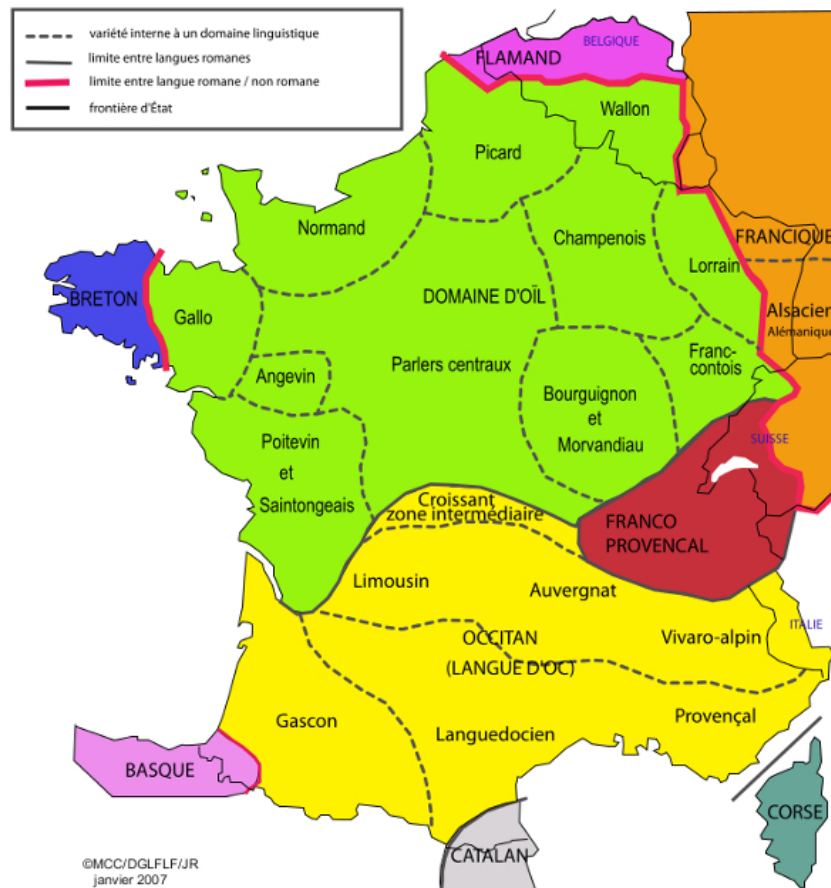 variété interne à un domaine linguistique
limite entre langues romanes
limite entre langue romane / non romane
frontière d'État
BELGIQUE
FLAMAND
Wallon
Picard
Normand
Champenois
FRANCIQUE
Lorrain
BRETON
Gallo
DOMAINE D'OÏL
Alsacien
Alémanique
Parlers centraux
Franc-
contois
Angevin
Bourguignon
et
Morvandiau
Poitevin
et
Saintongeais
SUISSE
Croissant
zone intermédiaire
FRANCO
PROVENCAL
Limousin
Auvergnat
ITALIE
OCCITAN
(LANGUE D'OC)
Vivaro-alpin
Gascon
Languedocien
Provençal
BASQUE
CORSE
CATALAN
©MCC/DGLFLF/JR
janvier 2007